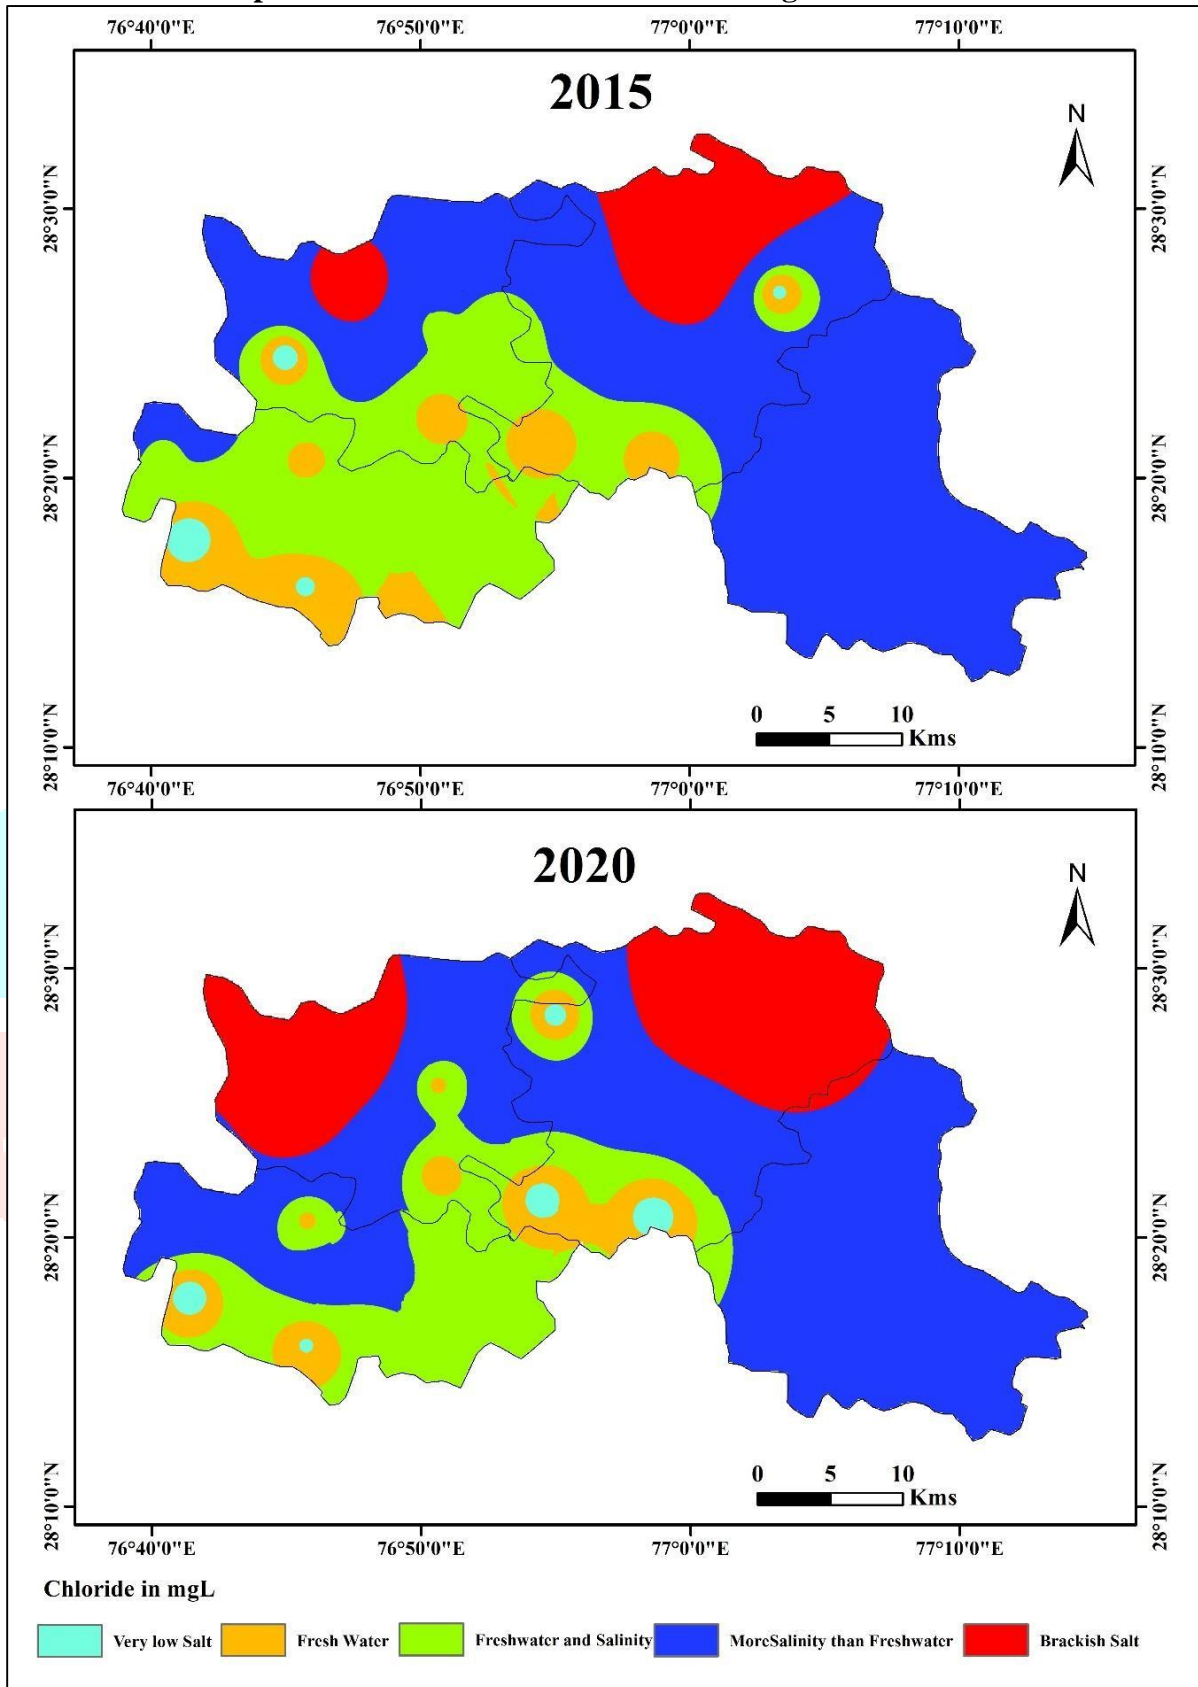 76°40'0"E 76°50'0"E 77°0'0"E 77°10'0"E
2015
N
28°30'0"N 28°30'0"N
28°20'0"N 28°20'0"N
0 5 10
Kms
28°10'0"N 28°10'0"N
76°40'0"E 76°50'0"E 77°0'0"E 77°10'0"E
2020
N
28°30'0"N 28°30'0"N
28°20'0"N 28°20'0"N
0 5 10
Kms
28°10'0"N 28°10'0"N
76°40'0"E 76°50'0"E 77°0'0"E 77°10'0"E
Chloride in mgL
Very low Salt Fresh Water Freshwater and Salinity MoreSalinity than Freshwater Brackish Salt